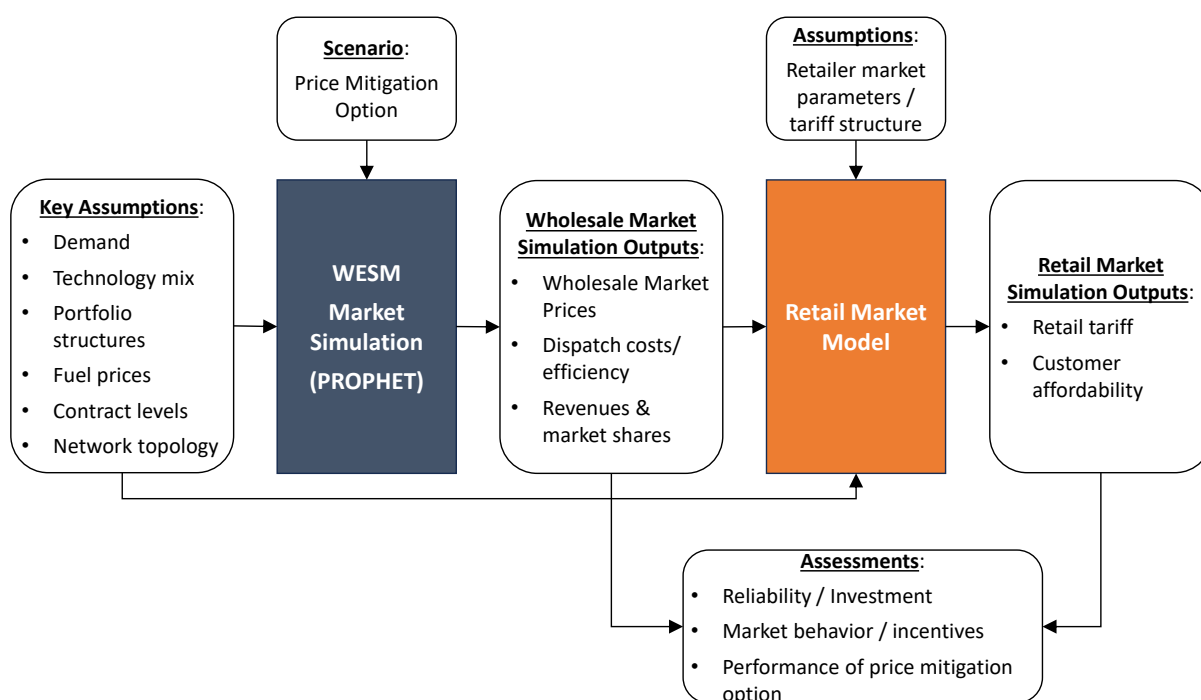 Scenario:
Price Mitigation
Option
Assumptions:
Retailer market
parameters /
tariff structure
Key Assumptions:
• Demand
• Technology mix
• Portfolio
structures
• Fuel prices
• Contract levels
• Network topology
WESM
Market
Simulation
(PROPHET)
Wholesale Market
Simulation Outputs:
• Wholesale Market
Prices
• Dispatch costs/
efficiency
• Revenues &
market shares
Retail Market
Model
Retail Market
Simulation Outputs:
• Retail tariff
• Customer
affordability
Assessments:
• Reliability / Investment
• Market behavior / incentives
• Performance of price mitigation
option